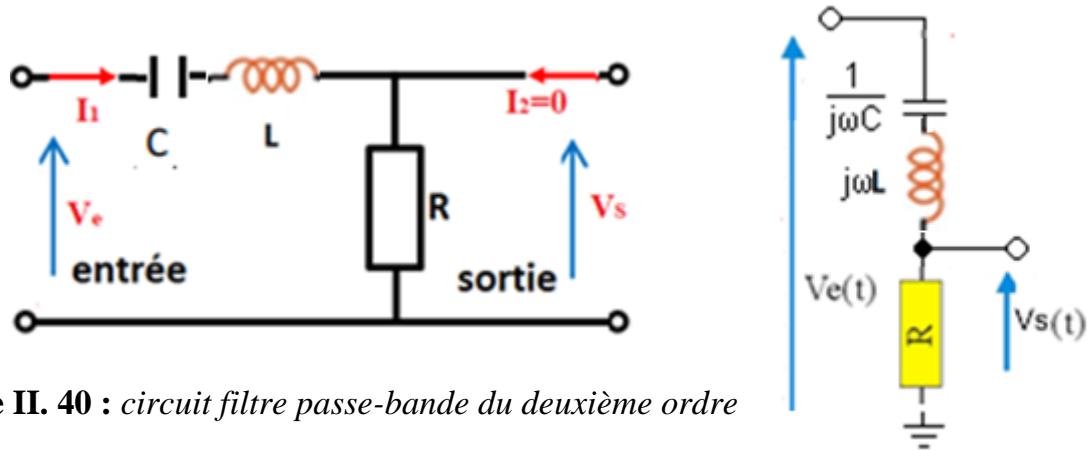 I₁
C
L
I₂=0
Vₑ
R
Vs
entrée
sortie
e II. 40 : circuit filtre passe-bande du deuxième ordre
1
jωC
jωL
Ve(t)
R
Vs(t)